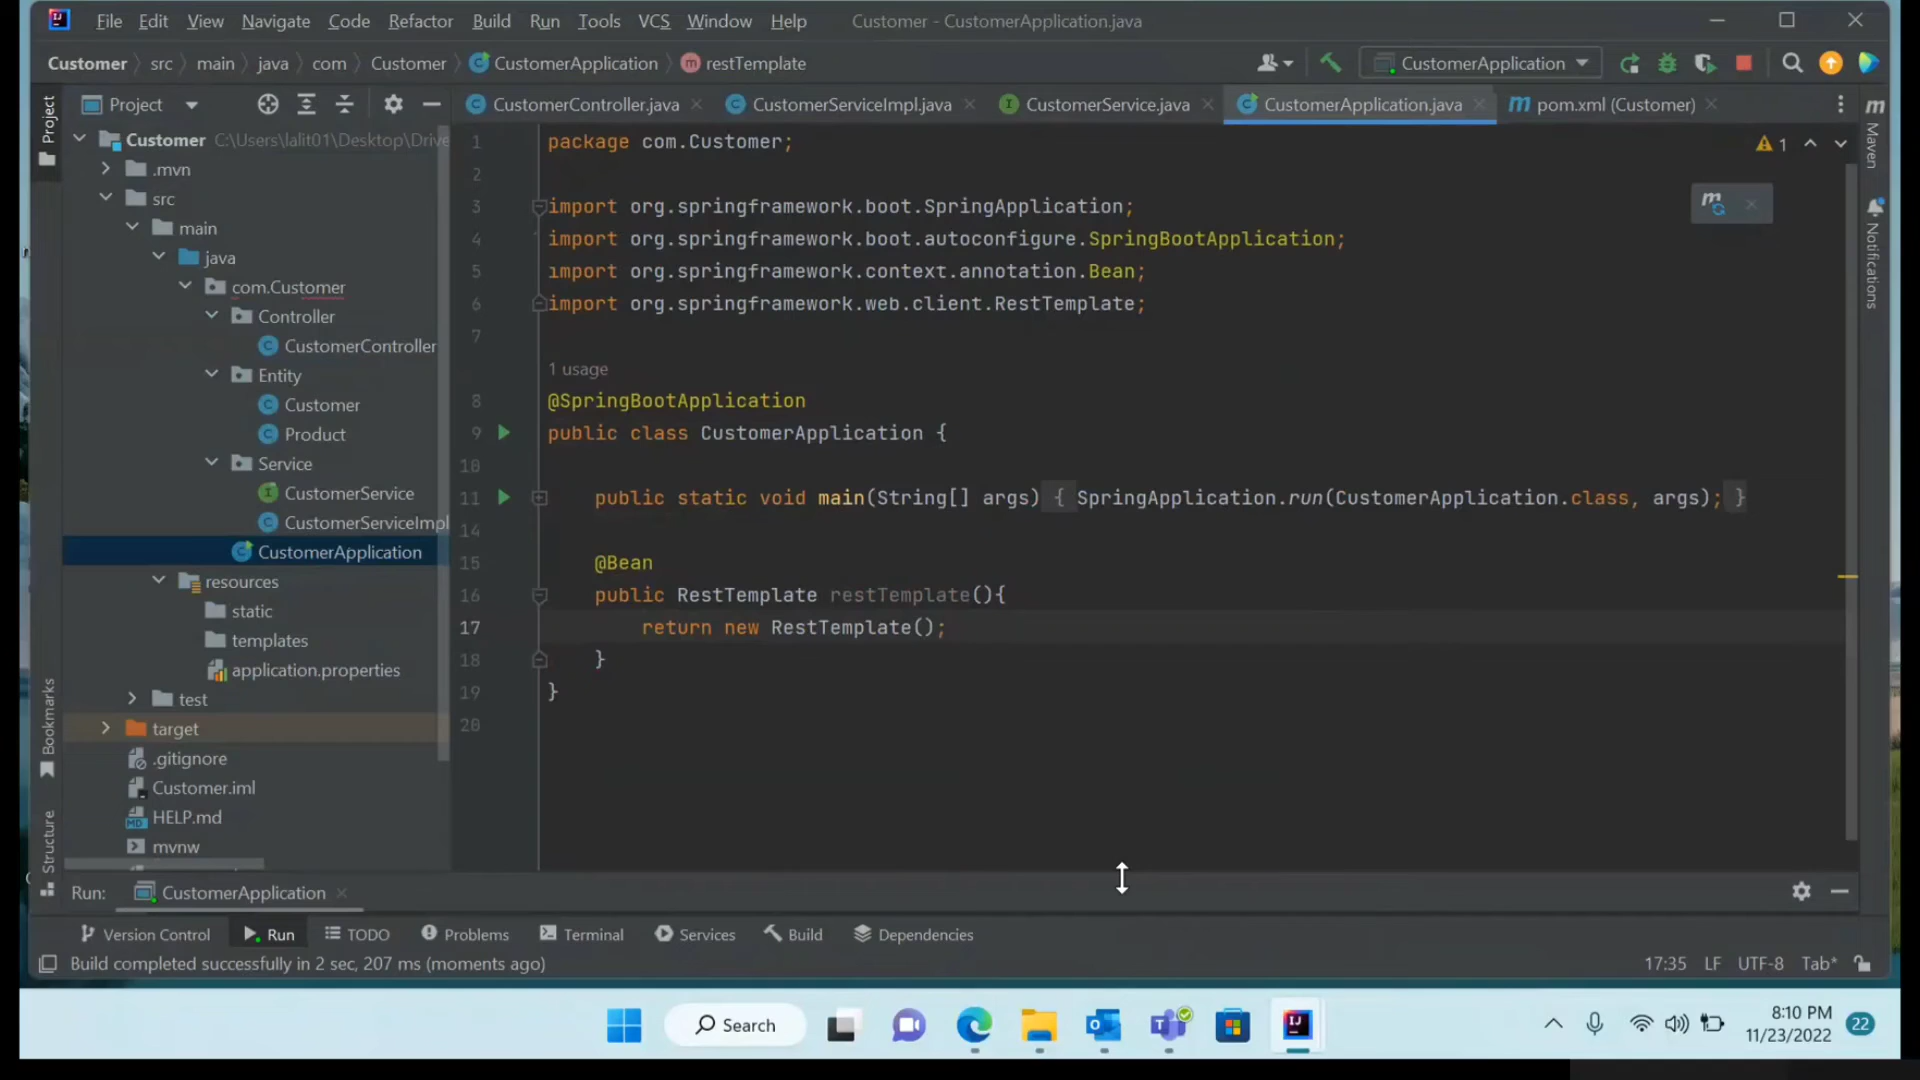 File Edit View Navigate Code Refactor Build Run Tools VCS Window Help Customer - CustomerApplication.java
Customer src main java com Customer CustomerApplication restTemplate CustomerApplication
Project
Project CustomerController.java CustomerServiceImpl.java CustomerService.java CustomerApplication.java pom.xml (Customer)
Customer C:\Users\lalit01\Desktop\Drive
.mvn
src
main
java
com.Customer
Controller
CustomerController
Entity
Customer
Product
Service
CustomerService
CustomerServiceImpl
CustomerApplication
resources
static
templates
application.properties
test
target
.gitignore
Customer.iml
HELP.md
mvnw
1 package com.Customer;
2
3 import org.springframework.boot.SpringApplication;
4 import org.springframework.boot.autoconfigure.SpringBootApplication;
5 import org.springframework.context.annotation.Bean;
6 import org.springframework.web.client.RestTemplate;
7
1 usage
8 @SpringBootApplication
9 public class CustomerApplication {
10
11 public static void main(String[] args) { SpringApplication.run(CustomerApplication.class, args); }
14
15 @Bean
16 public RestTemplate restTemplate(){
17 return new RestTemplate();
18 }
19 }
20
1
Maven
Notifications
Bookmarks
Structure
Run: CustomerApplication
Version Control Run TODO Problems Terminal Services Build Dependencies
Build completed successfully in 2 sec, 207 ms (moments ago) 17:35 LF UTF-8 Tab*
Search
8:10 PM
11/23/2022
22